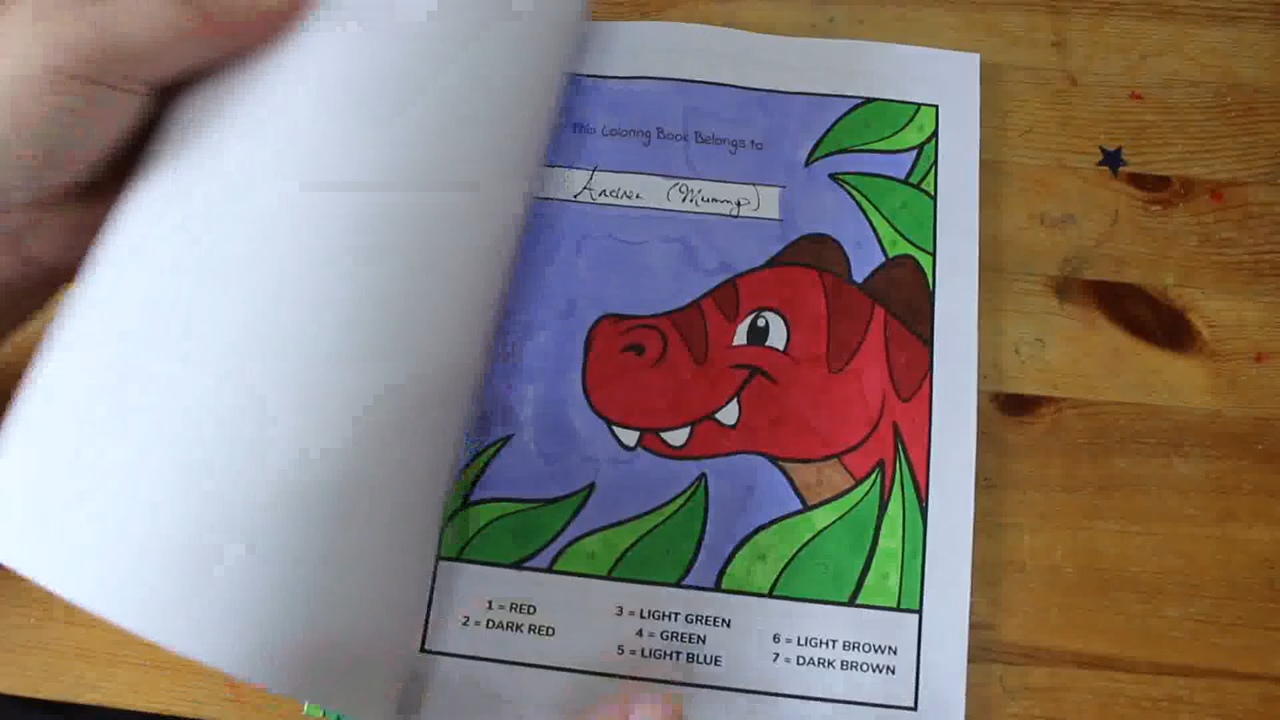 This Coloring Book Belongs to
Andrea (Mummy)
1 = RED
2 = DARK RED
3 = LIGHT GREEN
4 = GREEN
5 = LIGHT BLUE
6 = LIGHT BROWN
7 = DARK BROWN